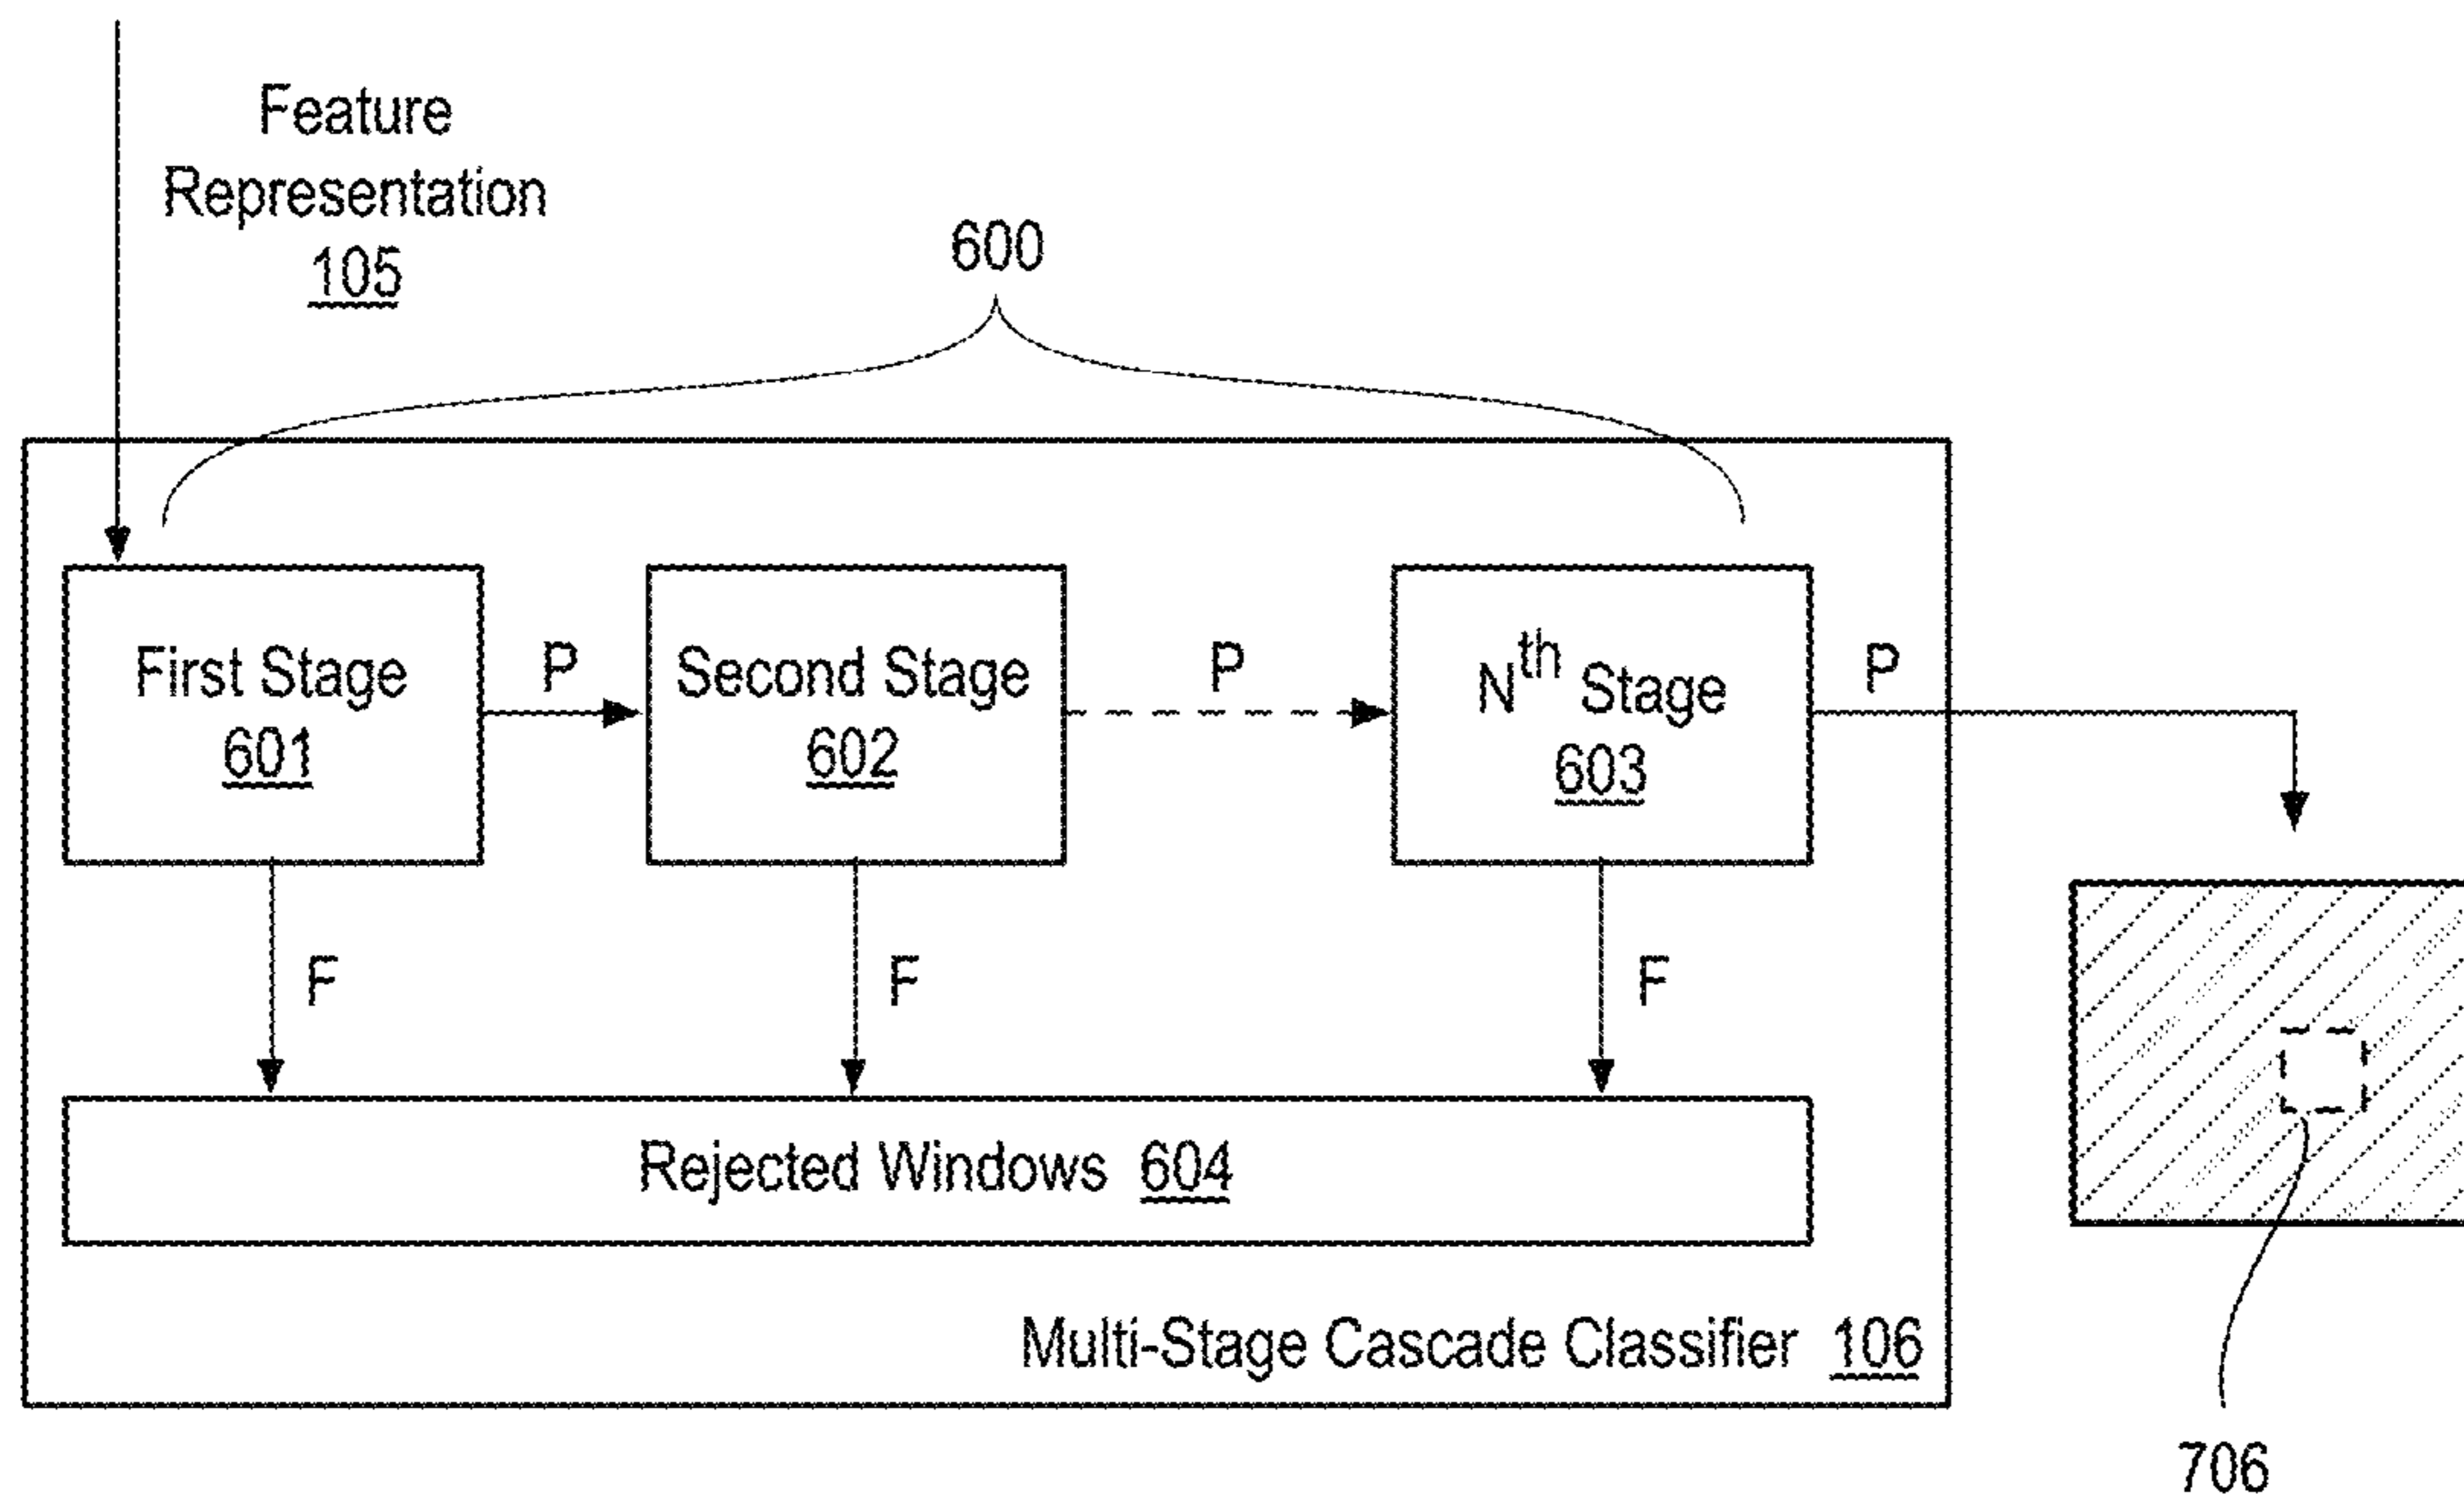 Feature
Representation
105
600
First Stage
601
P
Second Stage
602
P
Nth Stage
603
P
F
F
F
Rejected Windows 604
Multi-Stage Cascade Classifier 106
706